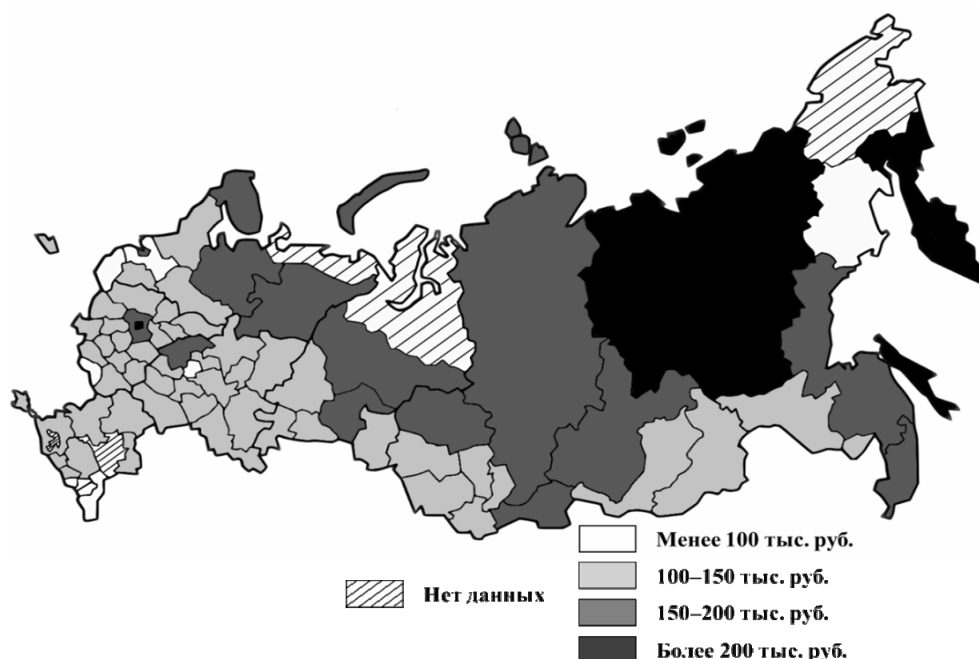 Менее 100 тыс. руб.
Нет данных
100–150 тыс. руб.
150–200 тыс. руб.
Более 200 тыс. руб.